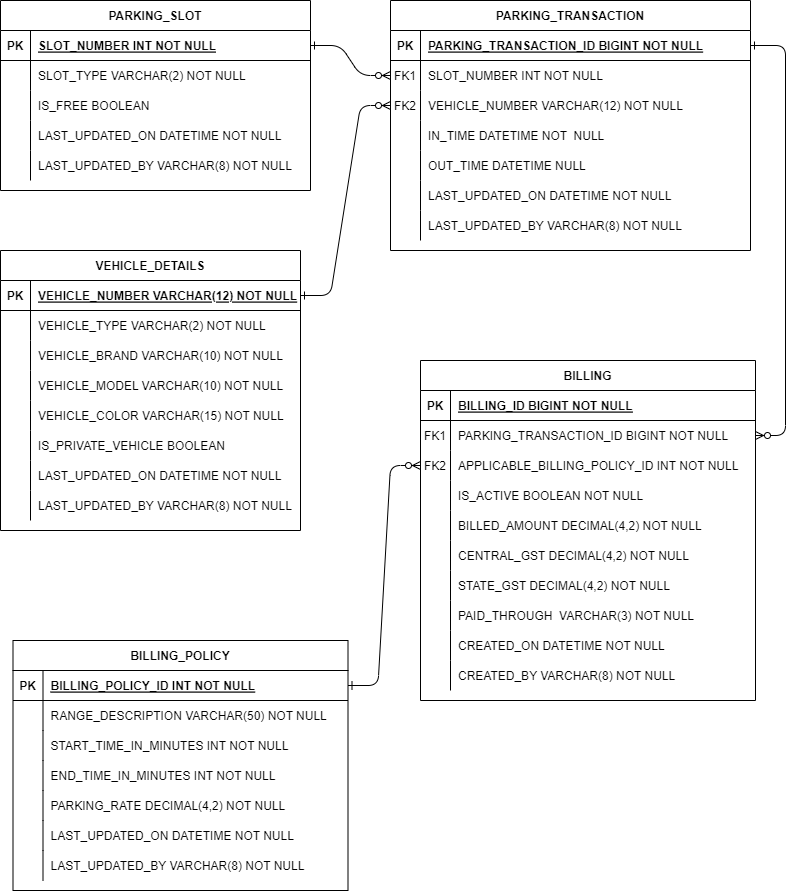 PARKING_SLOT
PK SLOT_NUMBER INT NOT NULL
SLOT_TYPE VARCHAR(2) NOT NULL
IS_FREE BOOLEAN
LAST_UPDATED_ON DATETIME NOT NULL
LAST_UPDATED_BY VARCHAR(8) NOT NULL
PARKING_TRANSACTION
PK PARKING_TRANSACTION_ID BIGINT NOT NULL
FK1 SLOT_NUMBER INT NOT NULL
FK2 VEHICLE_NUMBER VARCHAR(12) NOT NULL
IN_TIME DATETIME NOT  NULL
OUT_TIME DATETIME NULL
LAST_UPDATED_ON DATETIME NOT NULL
LAST_UPDATED_BY VARCHAR(8) NOT NULL
VEHICLE_DETAILS
PK VEHICLE_NUMBER VARCHAR(12) NOT NULL
VEHICLE_TYPE VARCHAR(2) NOT NULL
VEHICLE_BRAND VARCHAR(10) NOT NULL
VEHICLE_MODEL VARCHAR(10) NOT NULL
VEHICLE_COLOR VARCHAR(15) NOT NULL
IS_PRIVATE_VEHICLE BOOLEAN
LAST_UPDATED_ON DATETIME NOT NULL
LAST_UPDATED_BY VARCHAR(8) NOT NULL
BILLING
PK BILLING_ID BIGINT NOT NULL
FK1 PARKING_TRANSACTION_ID BIGINT NOT NULL
FK2 APPLICABLE_BILLING_POLICY_ID INT NOT NULL
IS_ACTIVE BOOLEAN NOT NULL
BILLED_AMOUNT DECIMAL(4,2) NOT NULL
CENTRAL_GST DECIMAL(4,2) NOT NULL
STATE_GST DECIMAL(4,2) NOT NULL
PAID_THROUGH  VARCHAR(3) NOT NULL
CREATED_ON DATETIME NOT NULL
CREATED_BY VARCHAR(8) NOT NULL
BILLING_POLICY
PK BILLING_POLICY_ID INT NOT NULL
RANGE_DESCRIPTION VARCHAR(50) NOT NULL
START_TIME_IN_MINUTES INT NOT NULL
END_TIME_IN_MINUTES INT NOT NULL
PARKING_RATE DECIMAL(4,2) NOT NULL
LAST_UPDATED_ON DATETIME NOT NULL
LAST_UPDATED_BY VARCHAR(8) NOT NULL